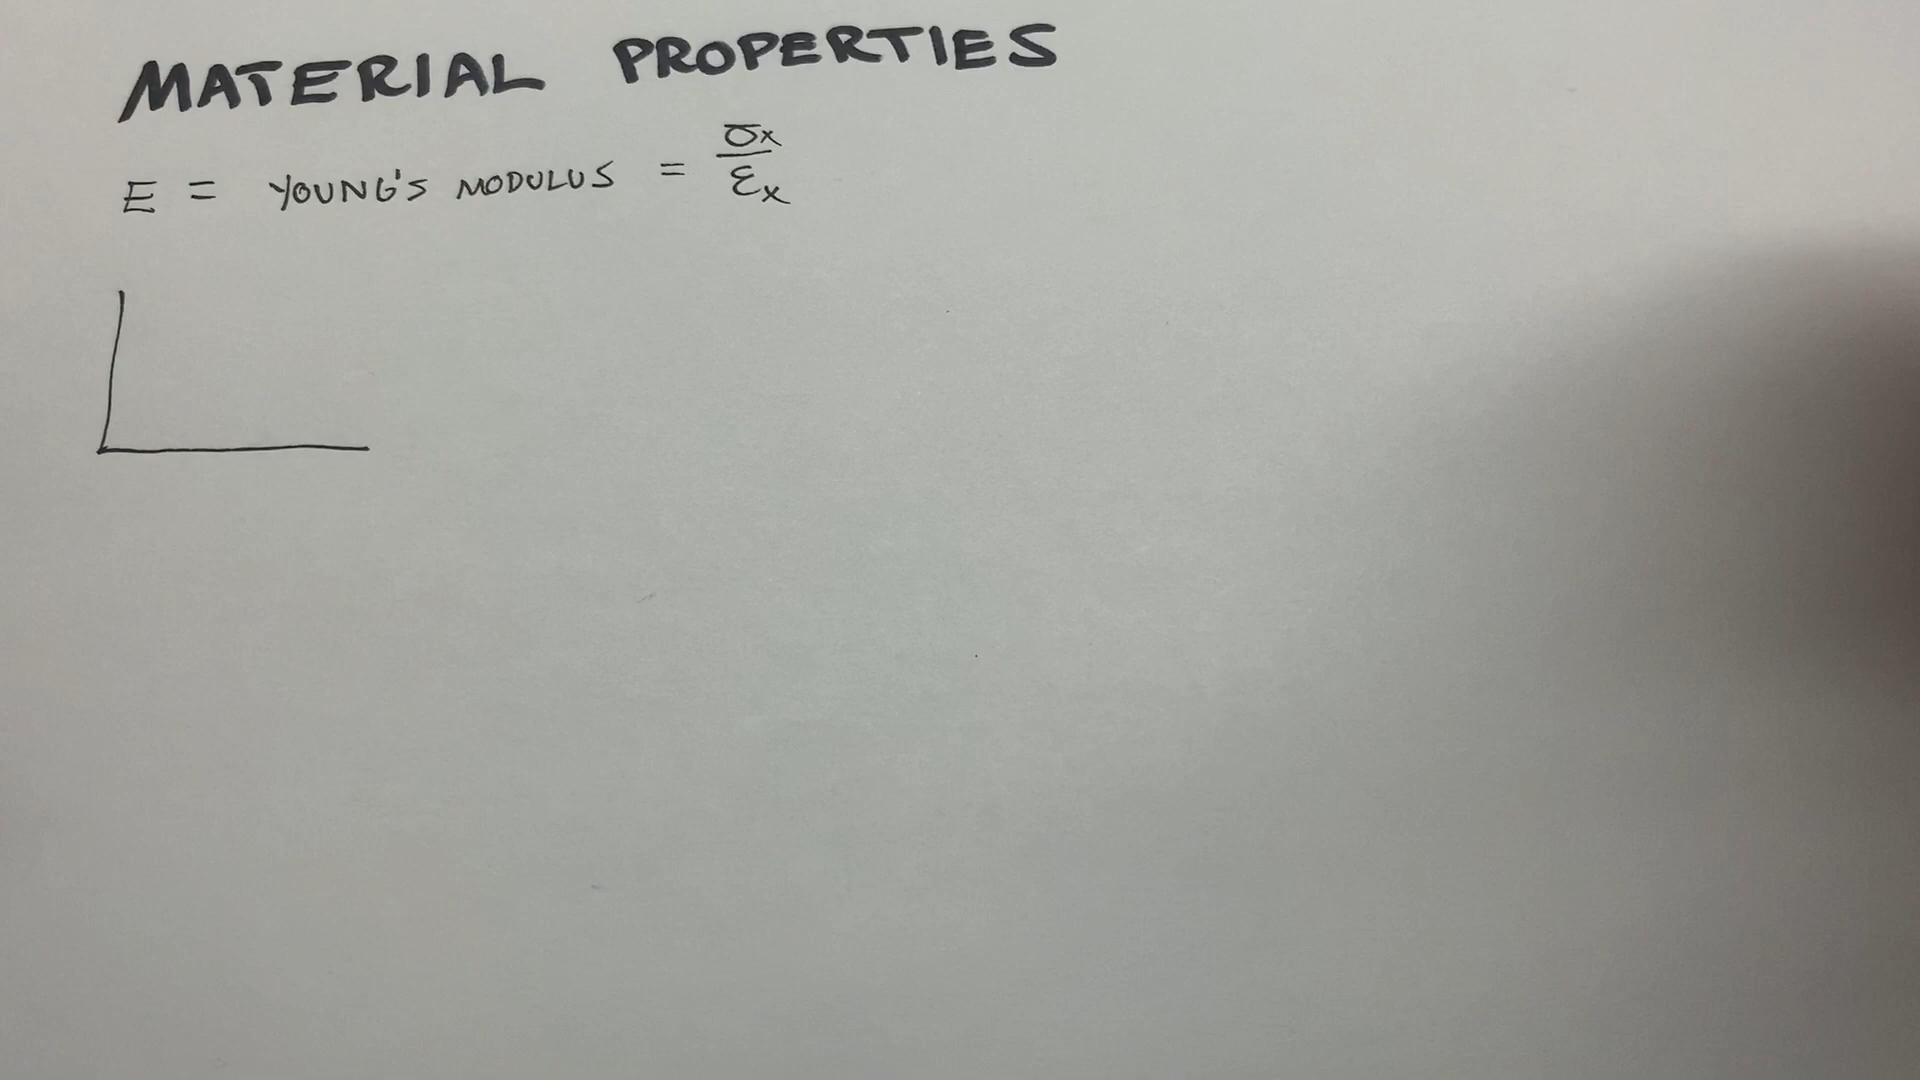 MATERIAL PROPERTIES
E = YOUNG'S MODULUS = σx/εx